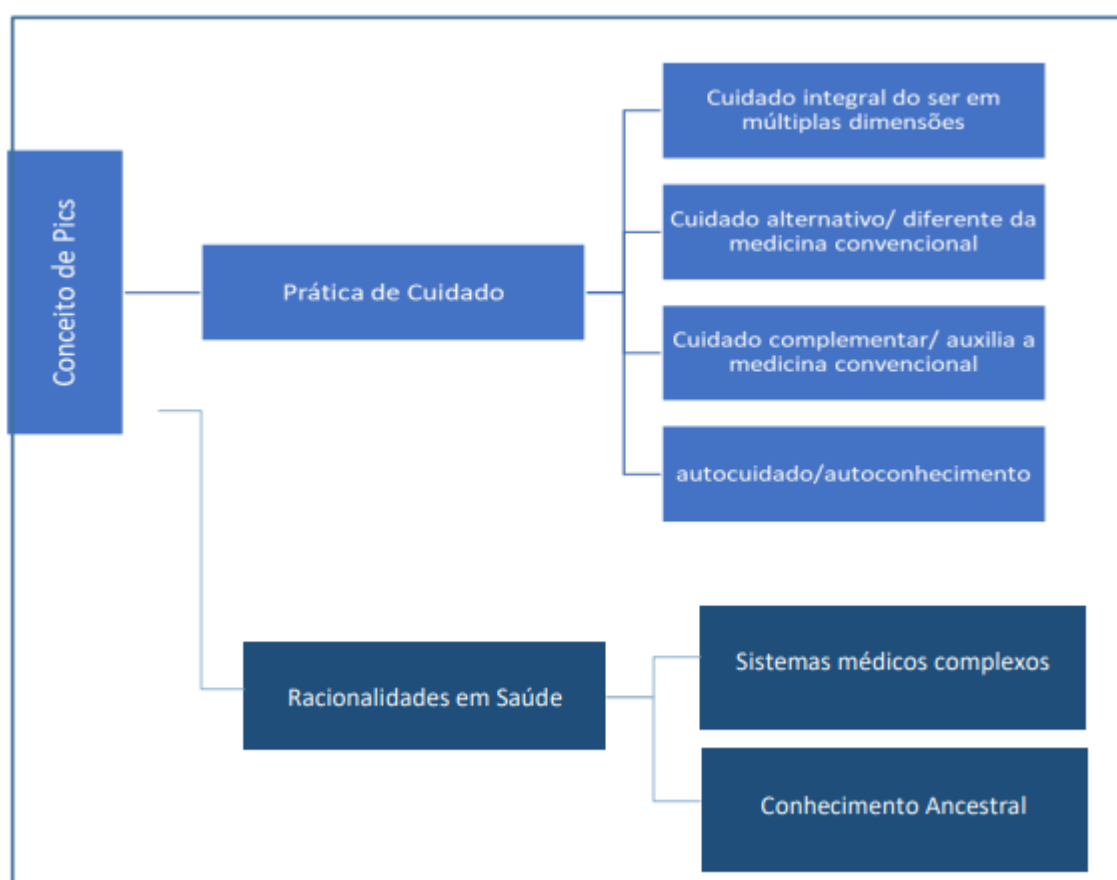 Conceito de Pics
Prática de Cuidado
Cuidado integral do ser em
múltiplas dimensões
Cuidado alternativo/ diferente da
medicina convencional
Cuidado complementar/ auxilia a
medicina convencional
autocuidado/autoconhecimento
Racionalidades em Saúde
Sistemas médicos complexos
Conhecimento Ancestral